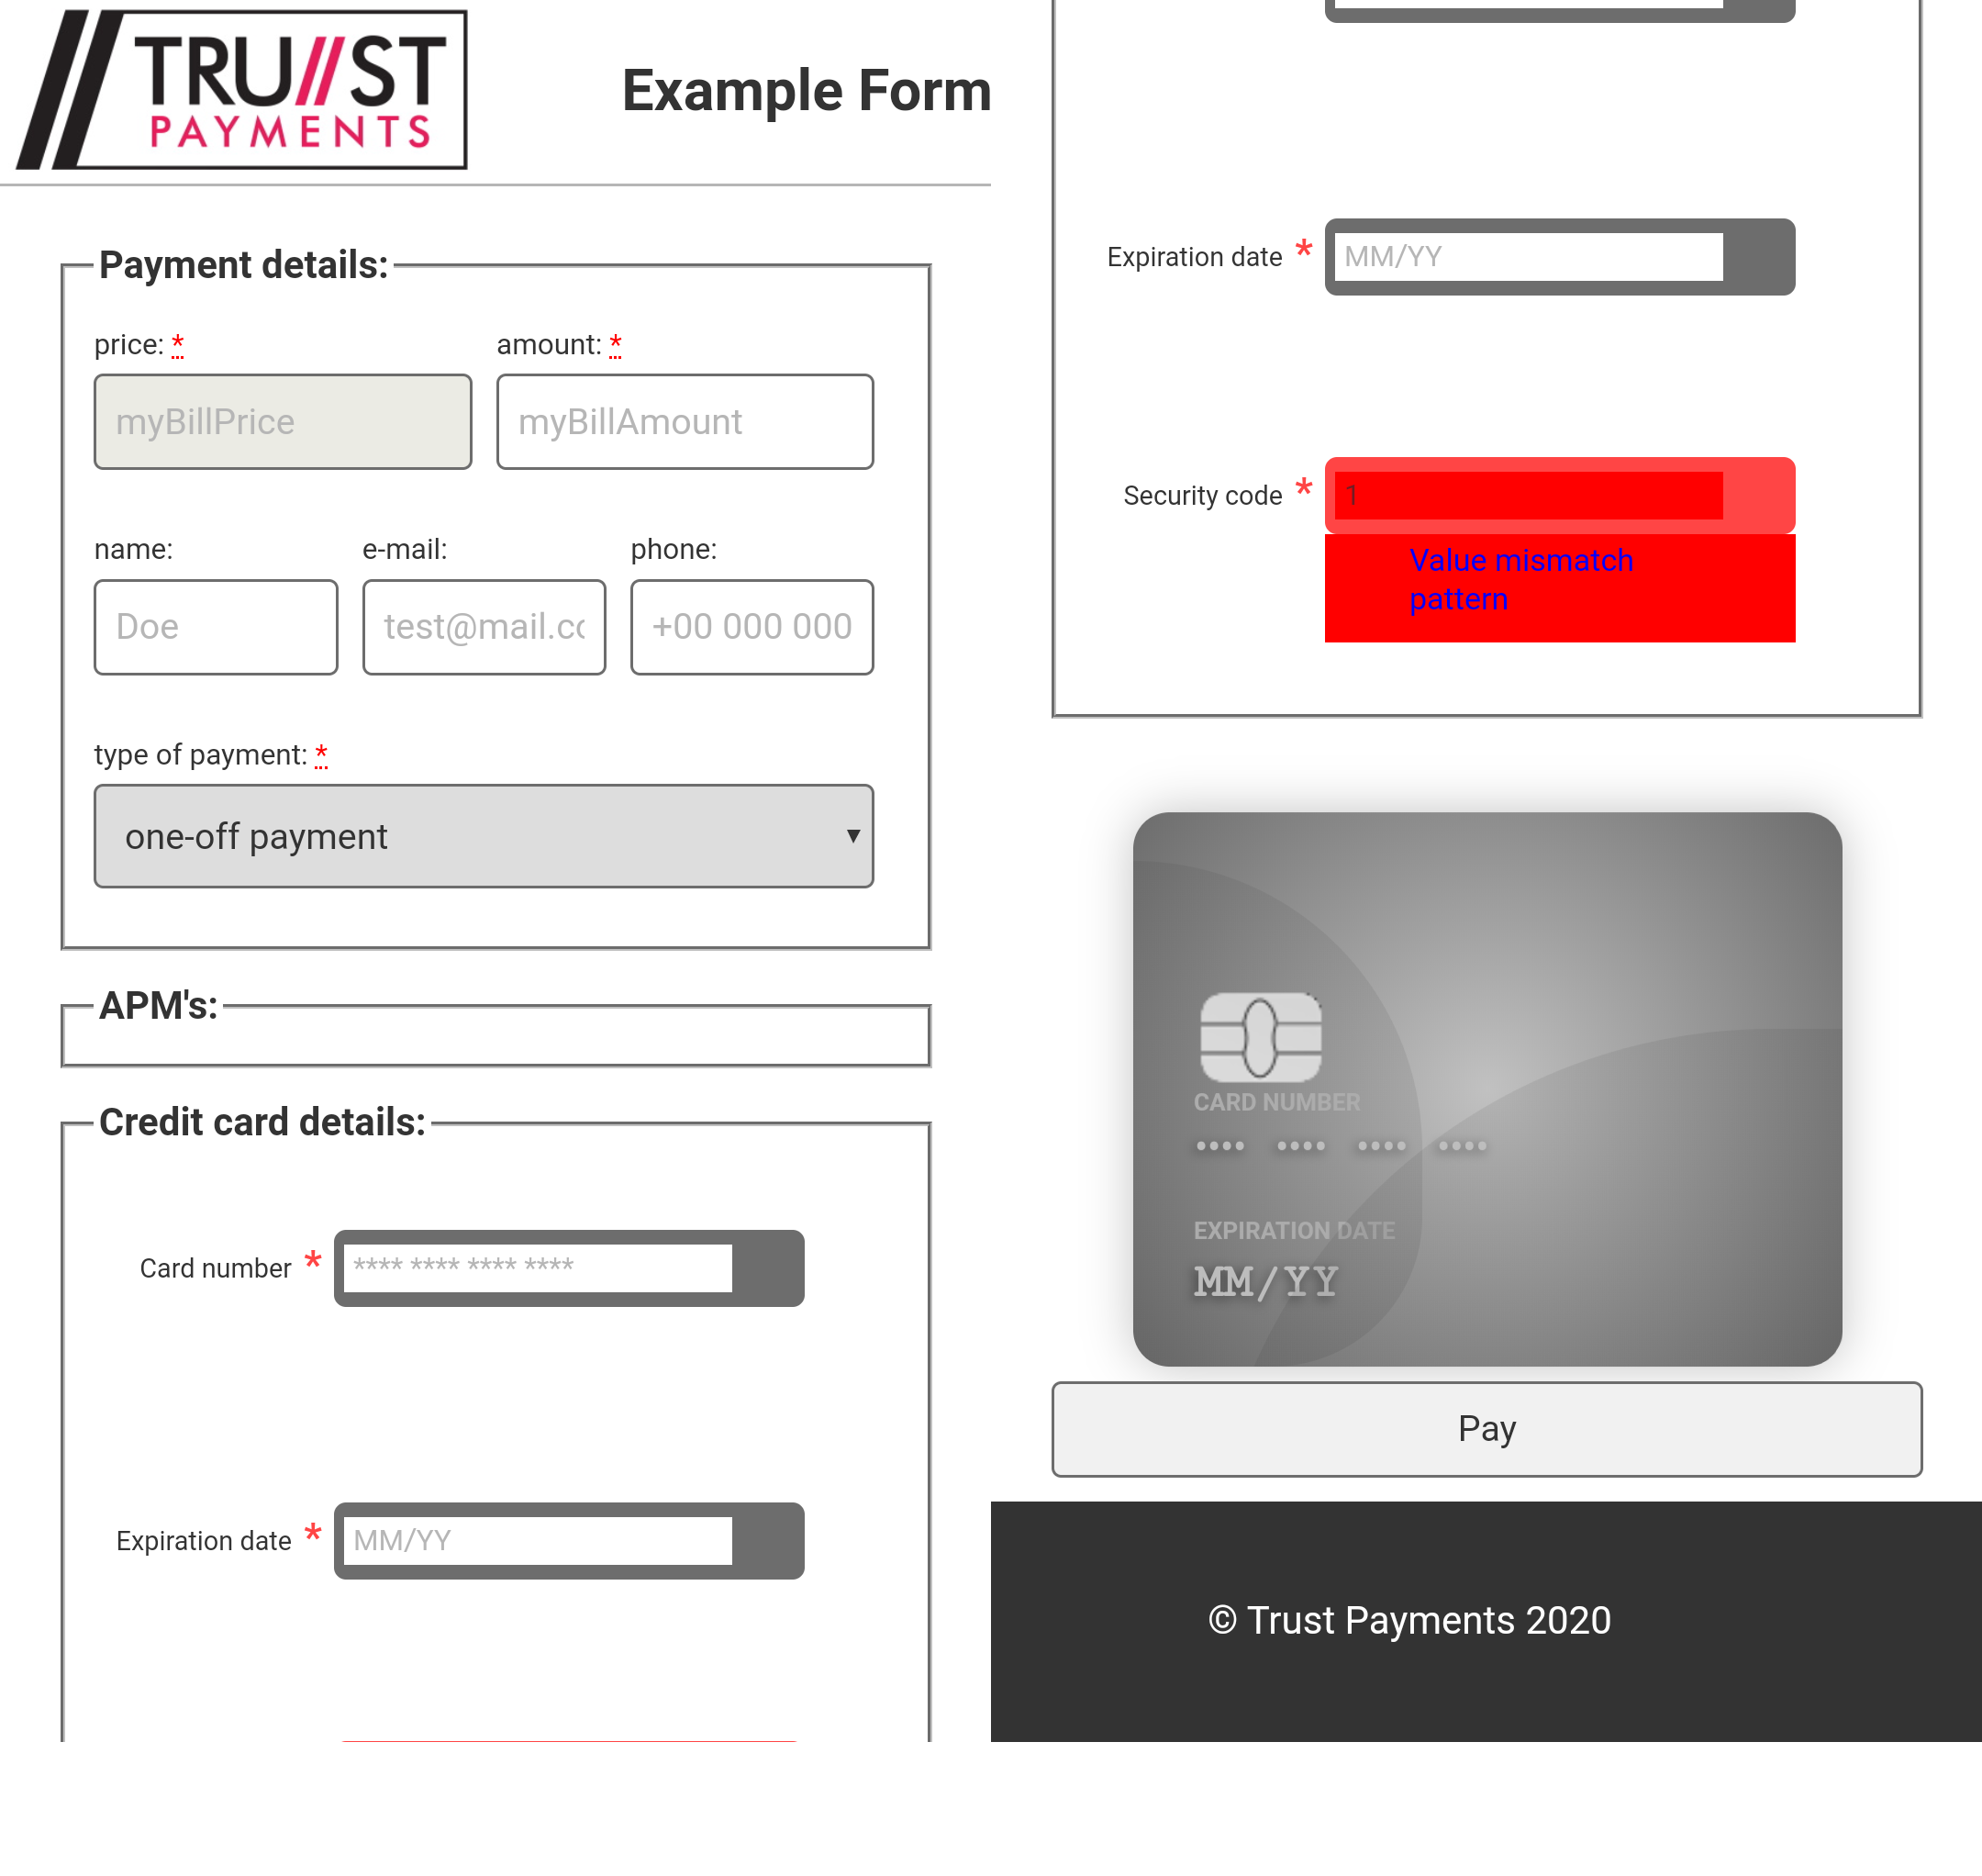 TRU//ST
PAYMENTS
Example Form
Payment details:
price: *
amount: *
myBillPrice
myBillAmount
name:
e-mail:
phone:
Doe
test@mail.co
+00 000 000
type of payment: *
one-off payment
APM's:
Credit card details:
Card number *
**** **** **** ****
Expiration date *
MM/YY
Expiration date *
MM/YY
Security code *
1
Value mismatch
pattern
CARD NUMBER
•••• •••• •••• ••••
EXPIRATION DATE
MM/YY
Pay
© Trust Payments 2020